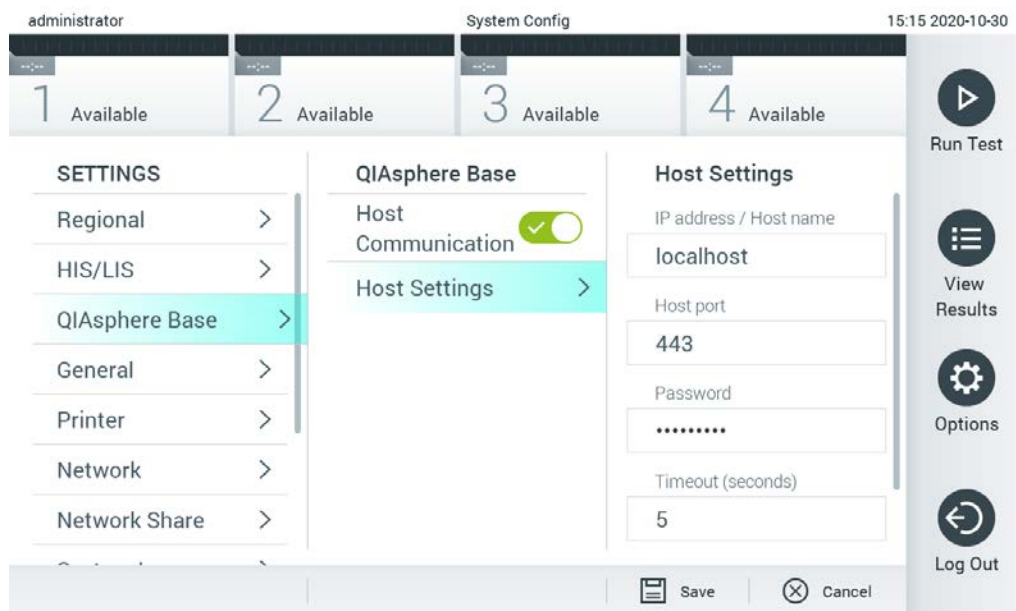 administrator
System Config
15:15 2020-10-30
--:--
--:--
--:--
--:--
1 Available
2 Available
3 Available
4 Available
Run Test
SETTINGS
Regional
HIS/LIS
QIAsphere Base
General
Printer
Network
Network Share
QIAsphere Base
Host
Communication
Host Settings
Host Settings
IP address / Host name
localhost
Host port
443
Password
•••••••••
Timeout (seconds)
5
View
Results
Options
Log Out
Save
Cancel